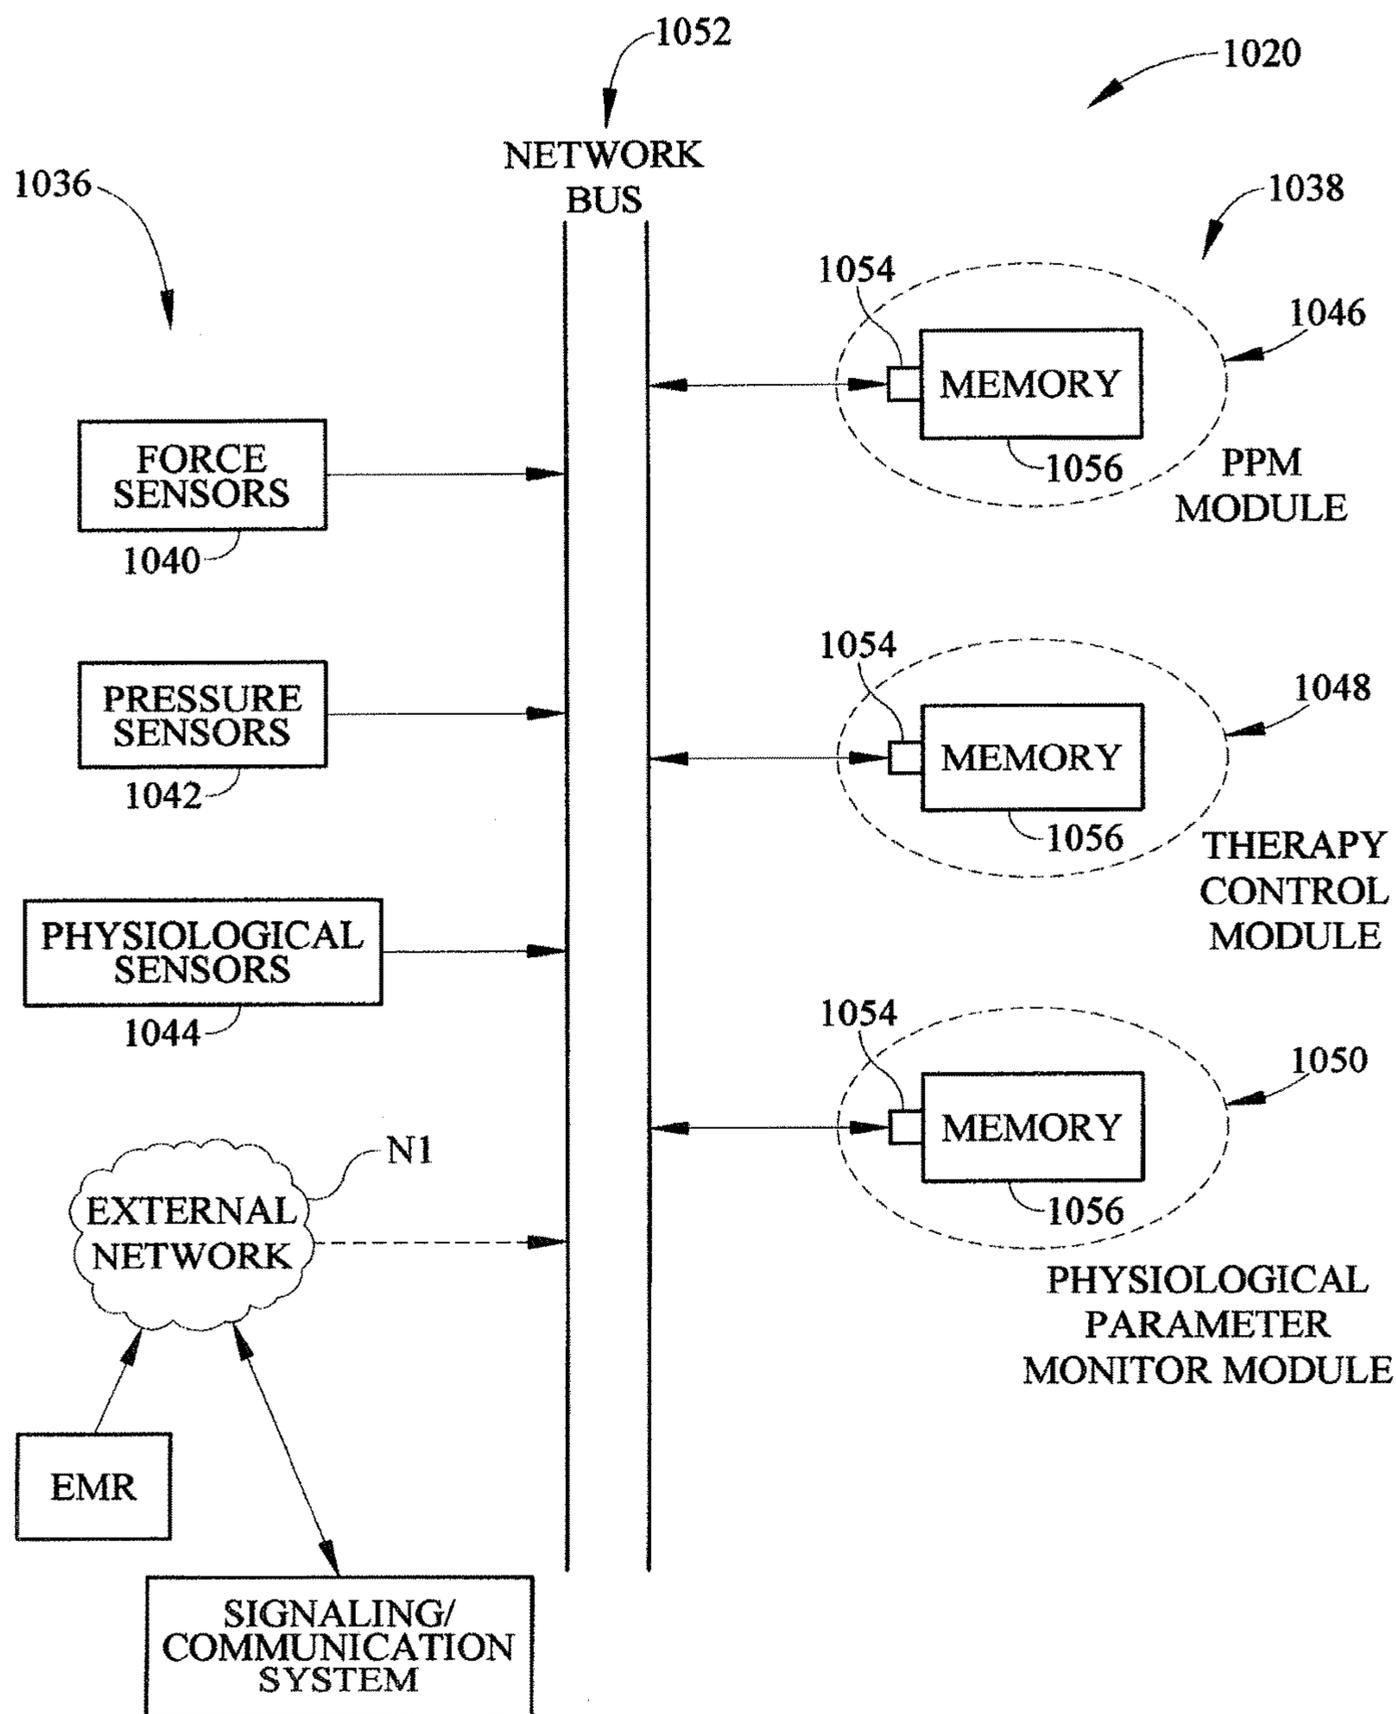 1052
1020
NETWORK
BUS
1036
1038
1054
1046
MEMORY
1056
PPM
MODULE
FORCE
SENSORS
1040
1054
1048
MEMORY
1056
PRESSURE
SENSORS
1042
THERAPY
CONTROL
MODULE
PHYSIOLOGICAL
SENSORS
1044
1054
1050
MEMORY
1056
N1
EXTERNAL
NETWORK
PHYSIOLOGICAL
PARAMETER
MONITOR MODULE
EMR
SIGNALING/
COMMUNICATION
SYSTEM